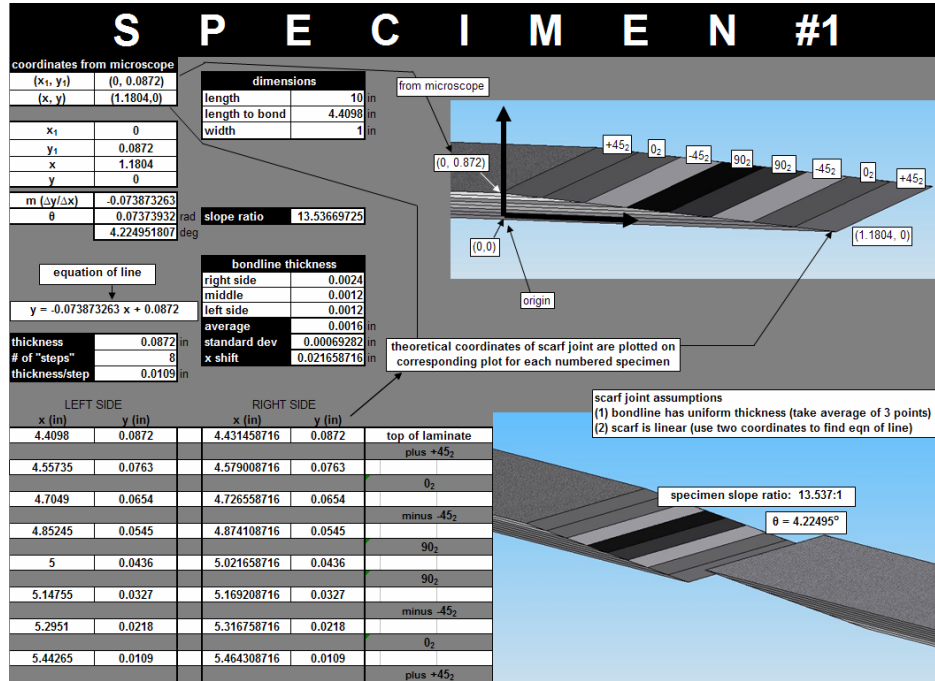 SPECIMEN #1
coordinates from microscope
(x₁, y₁) (0, 0.0872)
(x, y) (1.1804,0)
dimensions
length 10 in
length to bond 4.4098 in
width 1 in
x₁ 0
y₁ 0.0872
x 1.1804
y 0
m (Δy/Δx) -0.073873263
θ 0.07373932 rad
4.224951807 deg
slope ratio 13.53669725
equation of line
y = -0.073873263 x + 0.0872
bondline thickness
right side 0.0024
middle 0.0012
left side 0.0012
average 0.0016 in
standard dev 0.00069282 in
x shift 0.021658716 in
thickness 0.0872 in
# of "steps" 8
thickness/step 0.0109 in
from microscope
+45₂ 0₂ -45₂ 90₂ 90₂ -45₂ 0₂ +45₂
(0, 0.872)
(0,0)
(1.1804, 0)
origin
theoretical coordinates of scarf joint are plotted on
corresponding plot for each numbered specimen
LEFT SIDE RIGHT SIDE
x (in) y (in) x (in) y (in)
4.4098 0.0872 4.431458716 0.0872 top of laminate
plus +45₂
4.55735 0.0763 4.579008716 0.0763
0₂
4.7049 0.0654 4.726558716 0.0654
minus -45₂
4.85245 0.0545 4.874108716 0.0545
90₂
5 0.0436 5.021658716 0.0436
90₂
5.14755 0.0327 5.169208716 0.0327
minus -45₂
5.2951 0.0218 5.316758716 0.0218
0₂
5.44265 0.0109 5.464308716 0.0109
plus +45₂
scarf joint assumptions
(1) bondline has uniform thickness (take average of 3 points)
(2) scarf is linear (use two coordinates to find eqn of line)
specimen slope ratio: 13.537:1
θ = 4.22495°